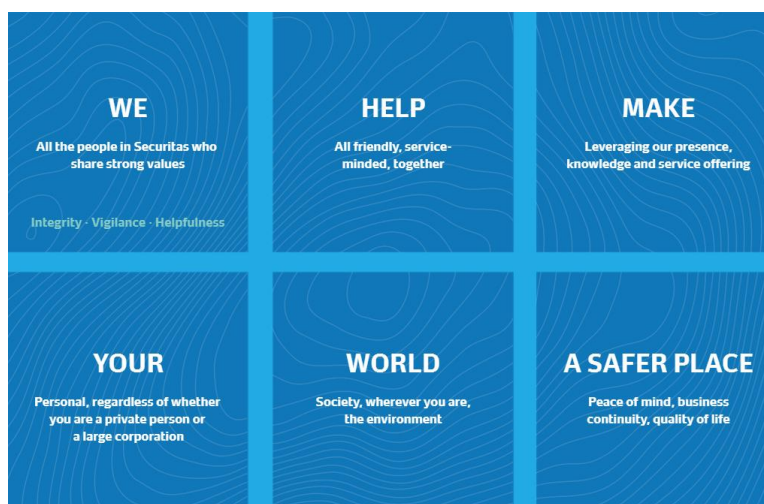 WE
All the people in Securitas who
share strong values
Integrity - Vigilance - Helpfulness
HELP
All friendly, service-
minded, together
MAKE
Leveraging our presence,
knowledge and service offering
YOUR
Personal, regardless of whether
you are a private person or
a large corporation
WORLD
Society, wherever you are,
the environment
A SAFER PLACE
Peace of mind, business
continuity, quality of life